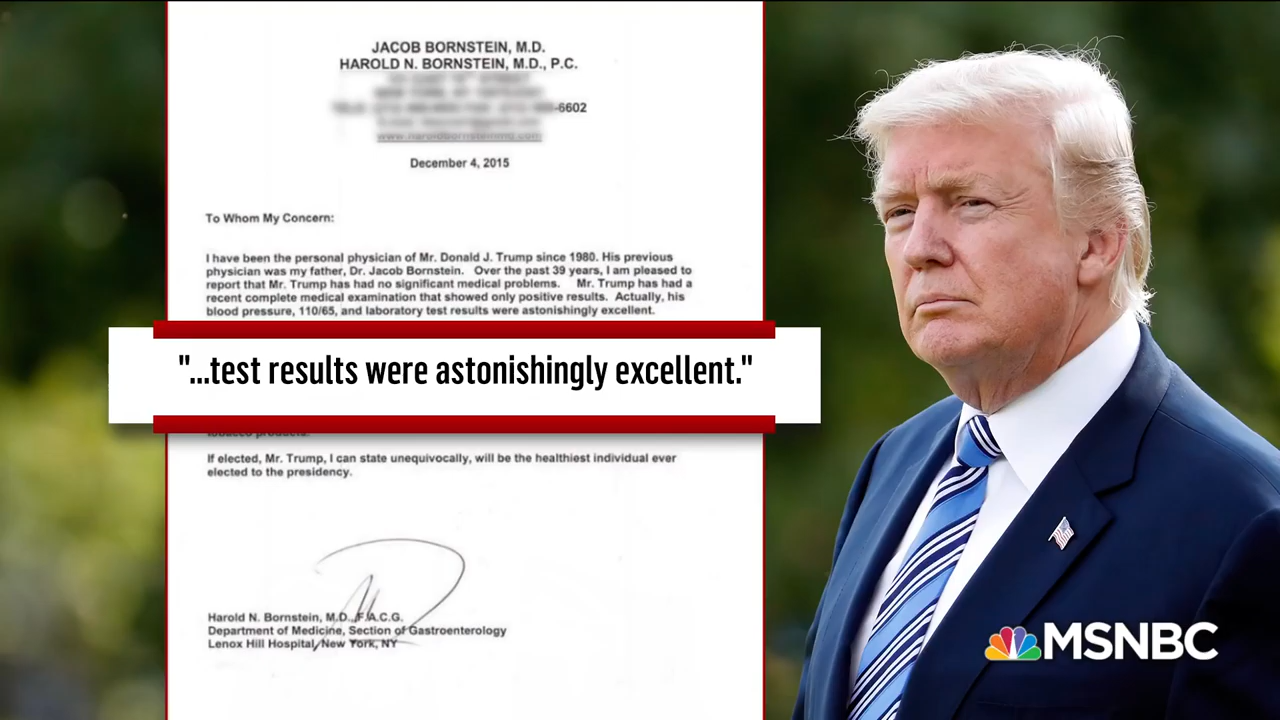 JACOB BORNSTEIN, M.D.
HAROLD N. BORNSTEIN, M.D., P.C.
-6602
www.haroldbornsteinmd.com
December 4, 2015
To Whom My Concern:
I have been the personal physician of Mr. Donald J. Trump since 1980. His previous
physician was my father, Dr. Jacob Bornstein. Over the past 39 years, I am pleased to
report that Mr. Trump has had no significant medical problems. Mr. Trump has had a
recent complete medical examination that showed only positive results. Actually, his
blood pressure, 110/65, and laboratory test results were astonishingly excellent.
"...test results were astonishingly excellent."
tobacco products.
If elected, Mr. Trump, I can state unequivocally, will be the healthiest individual ever
elected to the presidency.
Harold N. Bornstein, M.D., F.A.C.G.
Department of Medicine, Section of Gastroenterology
Lenox Hill Hospital, New York, NY
MSNBC